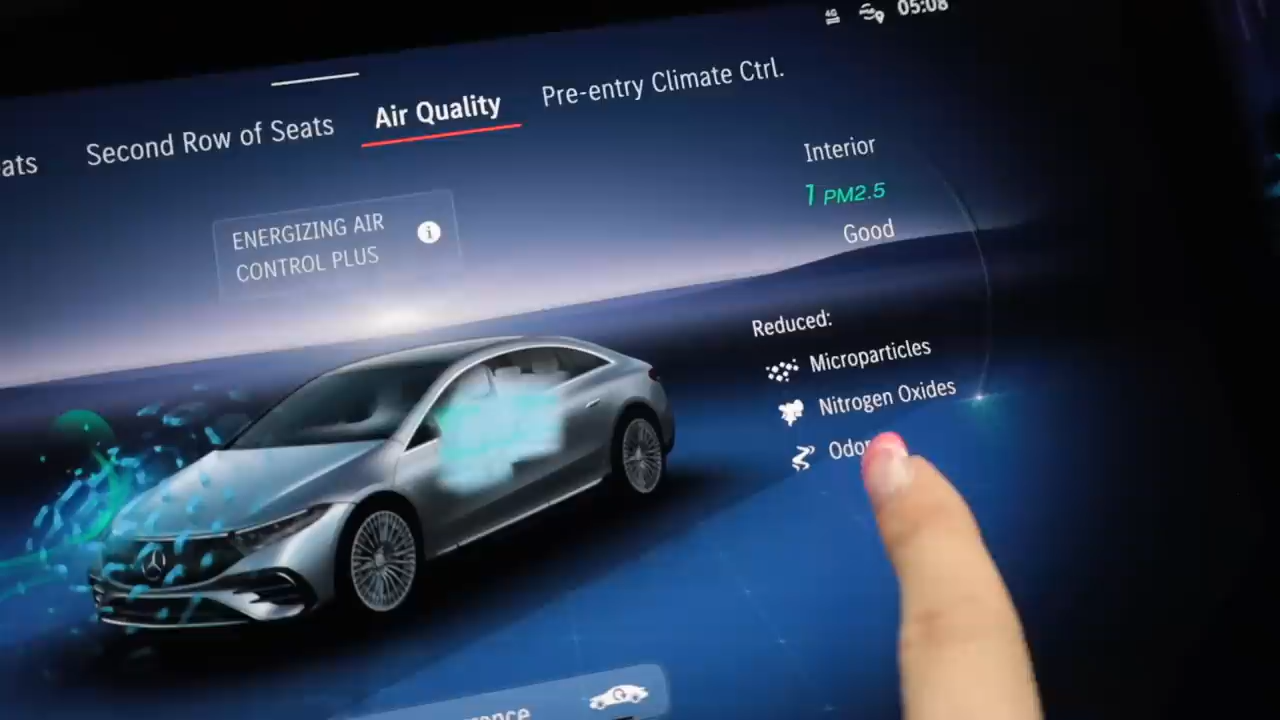 4G 05:08
Second Row of Seats Air Quality Pre-entry Climate Ctrl.
Interior
1 PM2.5
Good
ENERGIZING AIR
CONTROL PLUS
Reduced:
Microparticles
Nitrogen Oxides